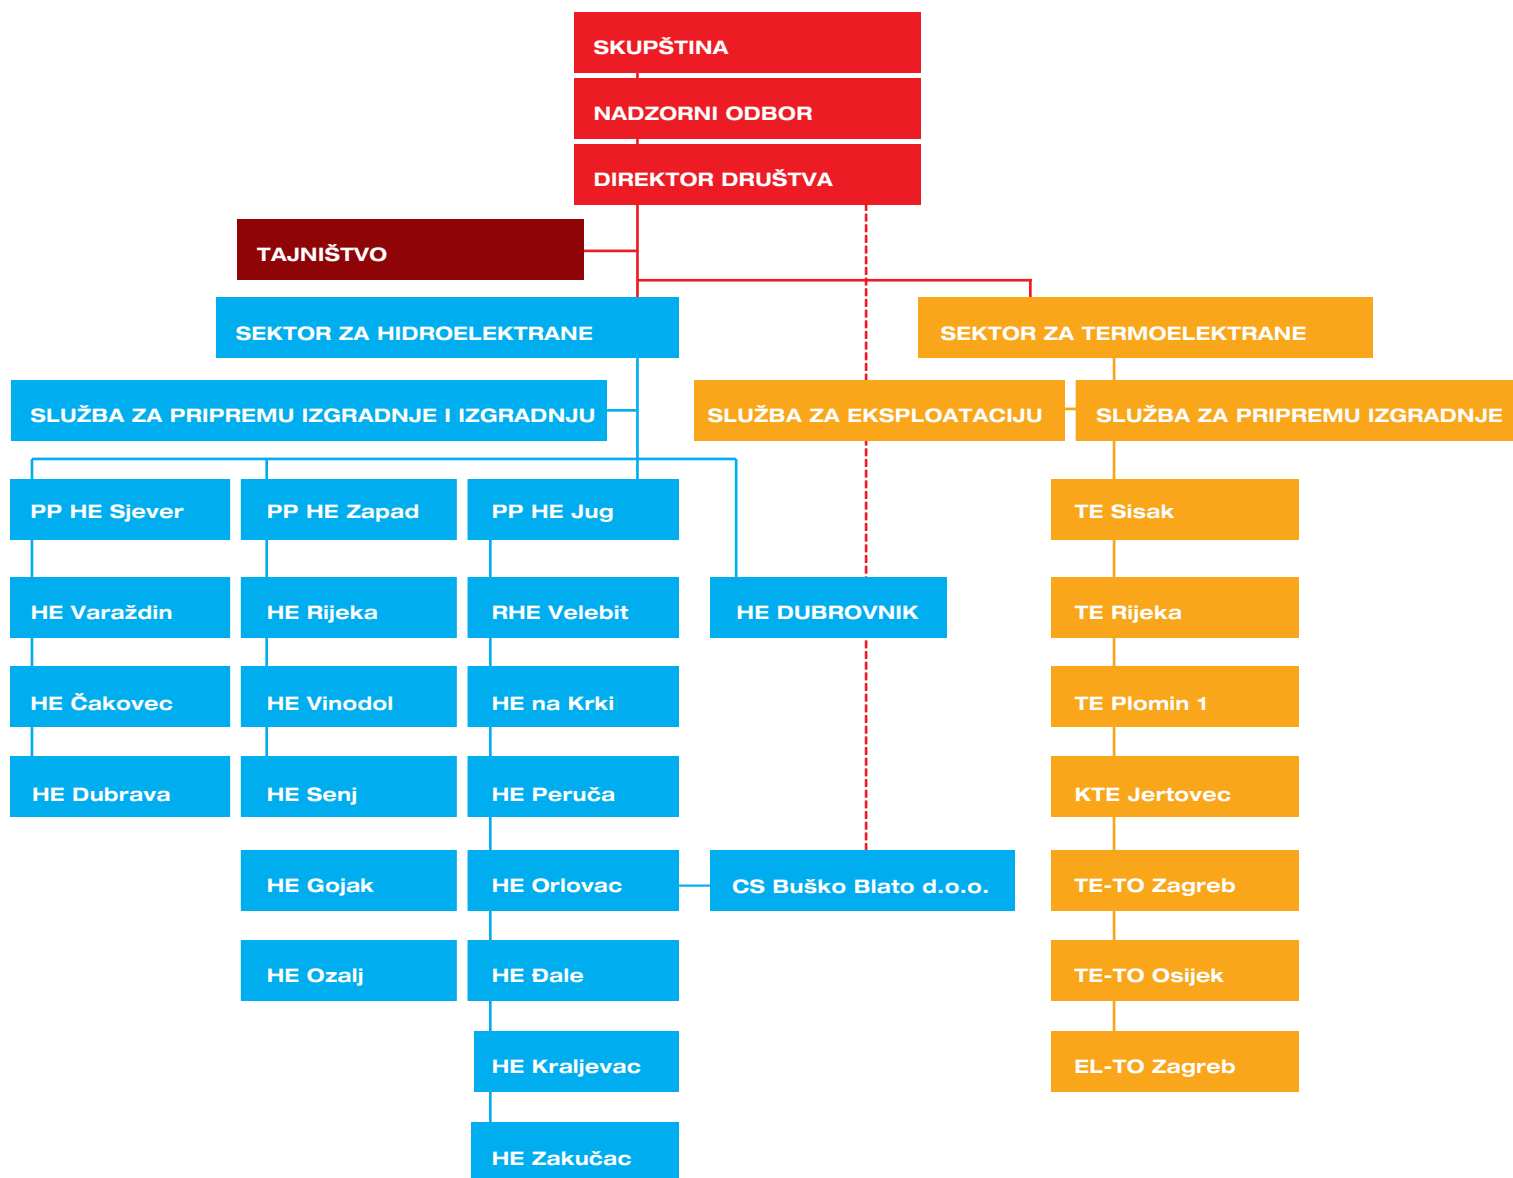 SKUPŠTINA
NADZORNI ODBOR
DIREKTOR DRUŠTVA
TAJNIŠTVO
SEKTOR ZA HIDROELEKTRANE
SEKTOR ZA TERMOELEKTRANE
SLUŽBA ZA PRIPREMU IZGRADNJE I IZGRADNJU
SLUŽBA ZA EKSPLOATACIJU
SLUŽBA ZA PRIPREMU IZGRADNJE
PP HE Sjever
PP HE Zapad
PP HE Jug
TE Sisak
HE Varaždin
HE Rijeka
RHE Velebit
HE DUBROVNIK
TE Rijeka
HE Čakovec
HE Vinodol
HE na Krki
TE Plomin 1
HE Dubrava
HE Senj
HE Peruča
KTE Jertovec
HE Gojak
HE Orlovac
CS Buško Blato d.o.o.
TE-TO Zagreb
HE Ozalj
HE Đale
TE-TO Osijek
HE Kraljevac
EL-TO Zagreb
HE Zakučac